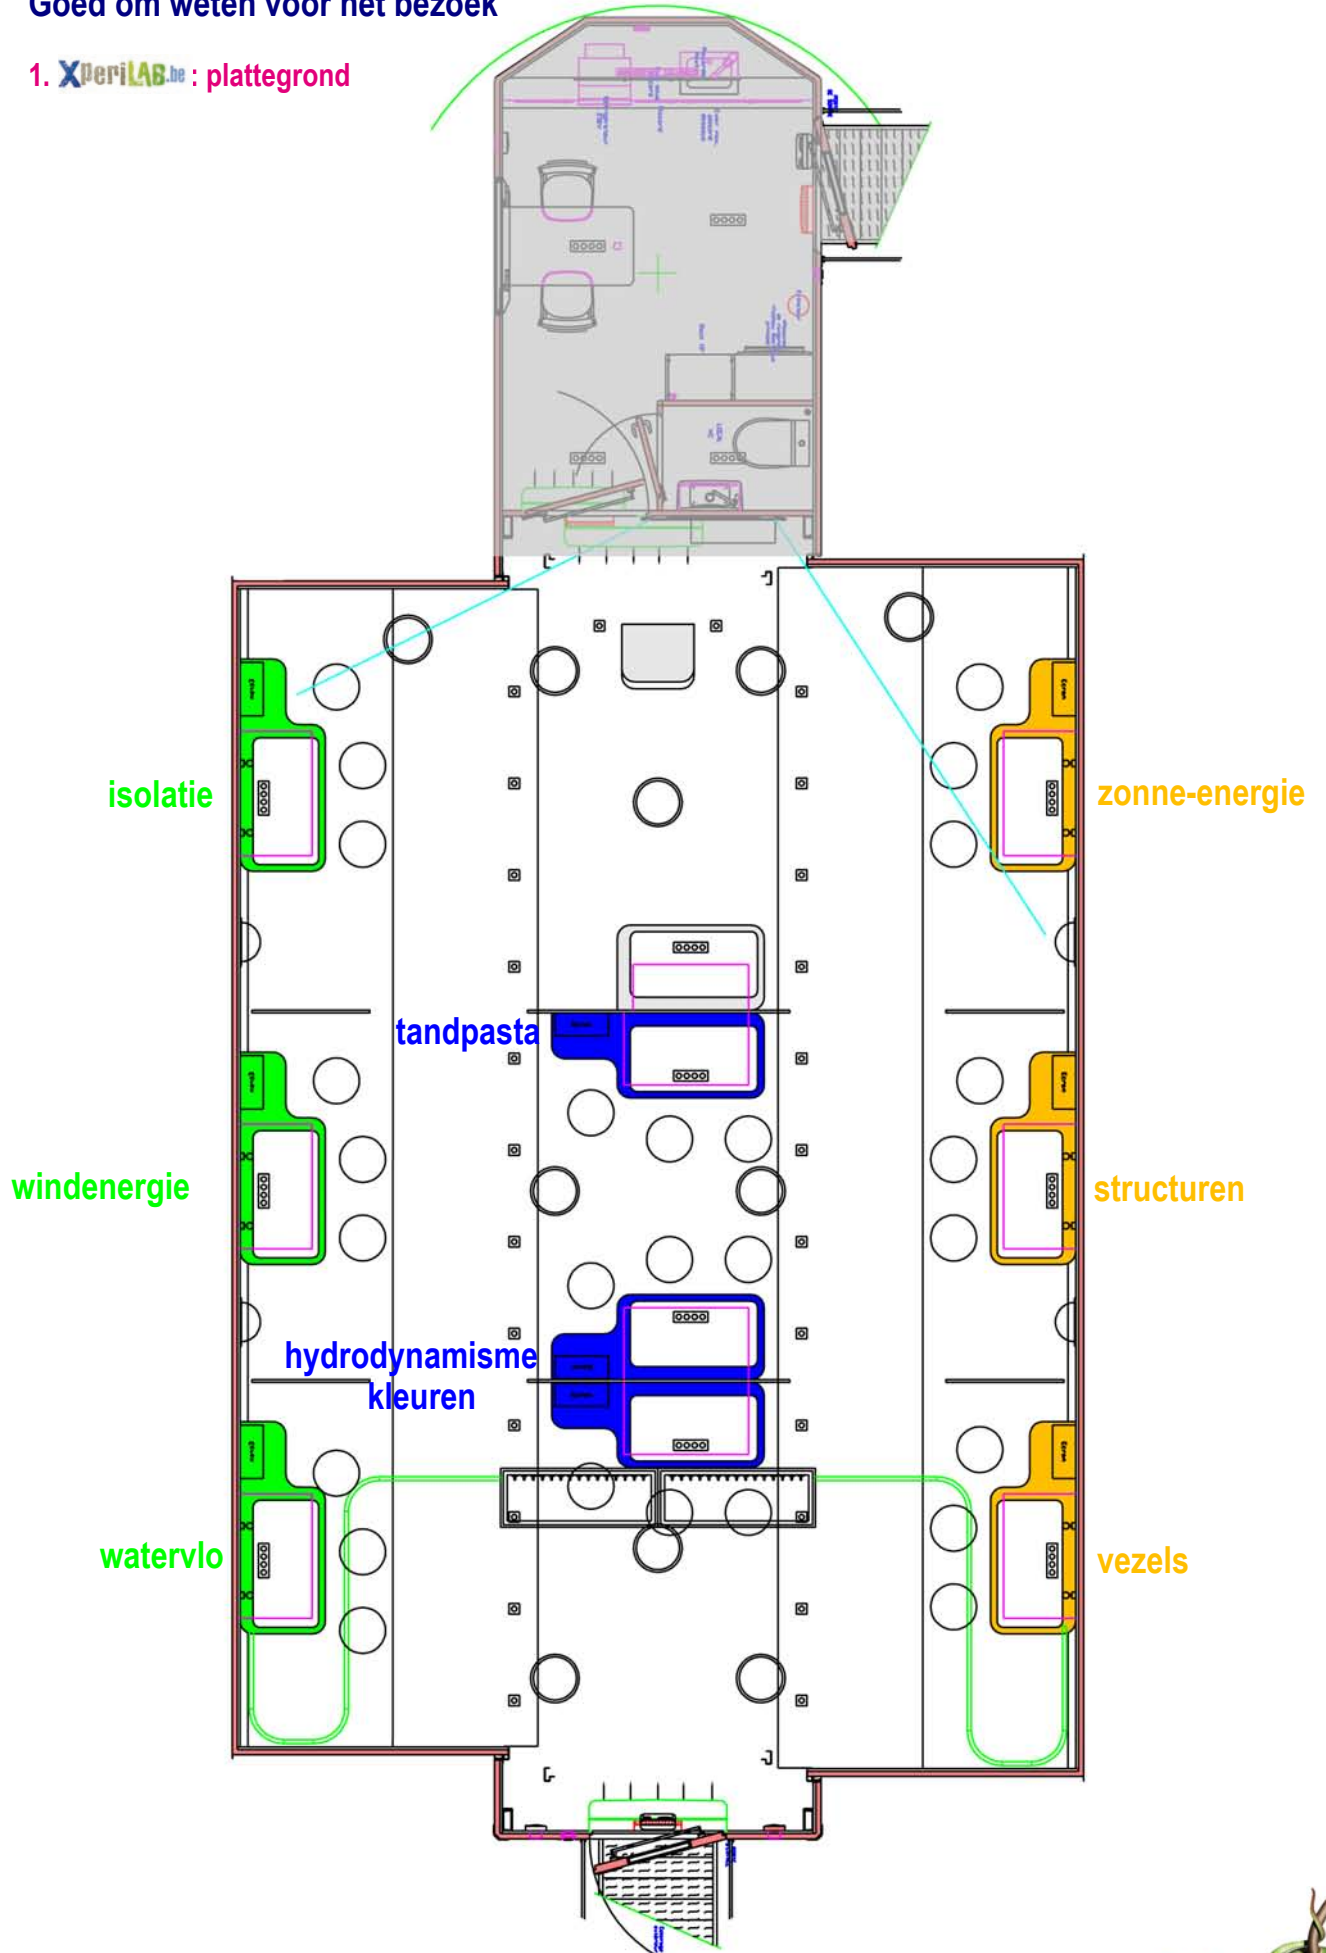 Goed om weten voor het bezoek
1. XperiLAB.be : plattegrond
isolatie
zonne-energie
tandpasta
windenergie
structuren
hydrodynamisme
kleuren
watervlo
vezels